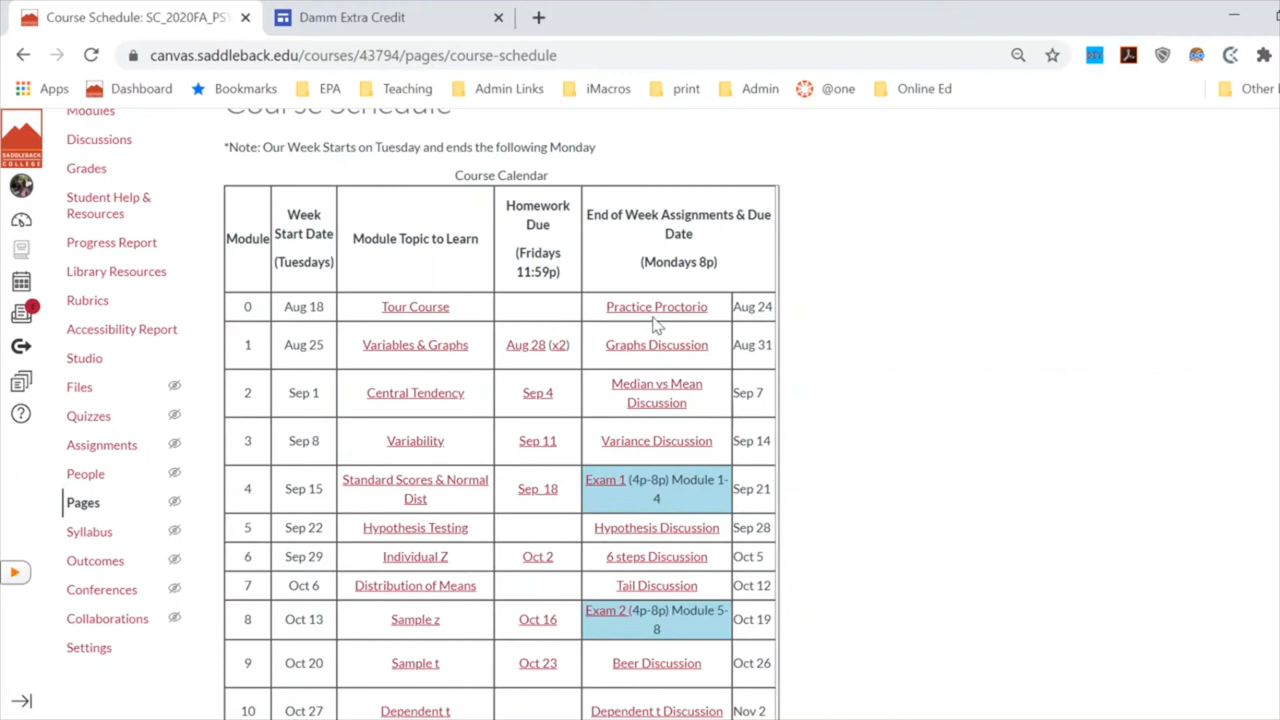 Course Schedule: SC_2020FA_PSY
Damm Extra Credit
canvas.saddleback.edu/courses/43794/pages/course-schedule
Apps
Dashboard
Bookmarks
EPA
Teaching
Admin Links
iMacros
print
Admin
@one
Online Ed
Other
SADDLEBACK
COLLEGE
Modules
Discussions
Grades
Student Help &
Resources
Progress Report
Library Resources
Rubrics
Accessibility Report
Studio
Files
Quizzes
Assignments
People
Pages
Syllabus
Outcomes
Conferences
Collaborations
Settings
Course Schedule
*Note: Our Week Starts on Tuesday and ends the following Monday
Course Calendar
Module
Week
Start Date
(Tuesdays)
Module Topic to Learn
Homework
Due
(Fridays
11:59p)
End of Week Assignments & Due
Date
(Mondays 8p)
0 Aug 18 Tour Course Practice Proctorio Aug 24
1 Aug 25 Variables & Graphs Aug 28 (x2) Graphs Discussion Aug 31
2 Sep 1 Central Tendency Sep 4 Median vs Mean
Discussion Sep 7
3 Sep 8 Variability Sep 11 Variance Discussion Sep 14
4 Sep 15 Standard Scores & Normal
Dist Sep 18 Exam 1 (4p-8p) Module 1-
4 Sep 21
5 Sep 22 Hypothesis Testing Hypothesis Discussion Sep 28
6 Sep 29 Individual Z Oct 2 6 steps Discussion Oct 5
7 Oct 6 Distribution of Means Tail Discussion Oct 12
8 Oct 13 Sample z Oct 16 Exam 2 (4p-8p) Module 5-
8 Oct 19
9 Oct 20 Sample t Oct 23 Beer Discussion Oct 26
10 Oct 27 Dependent t Dependent t Discussion Nov 2